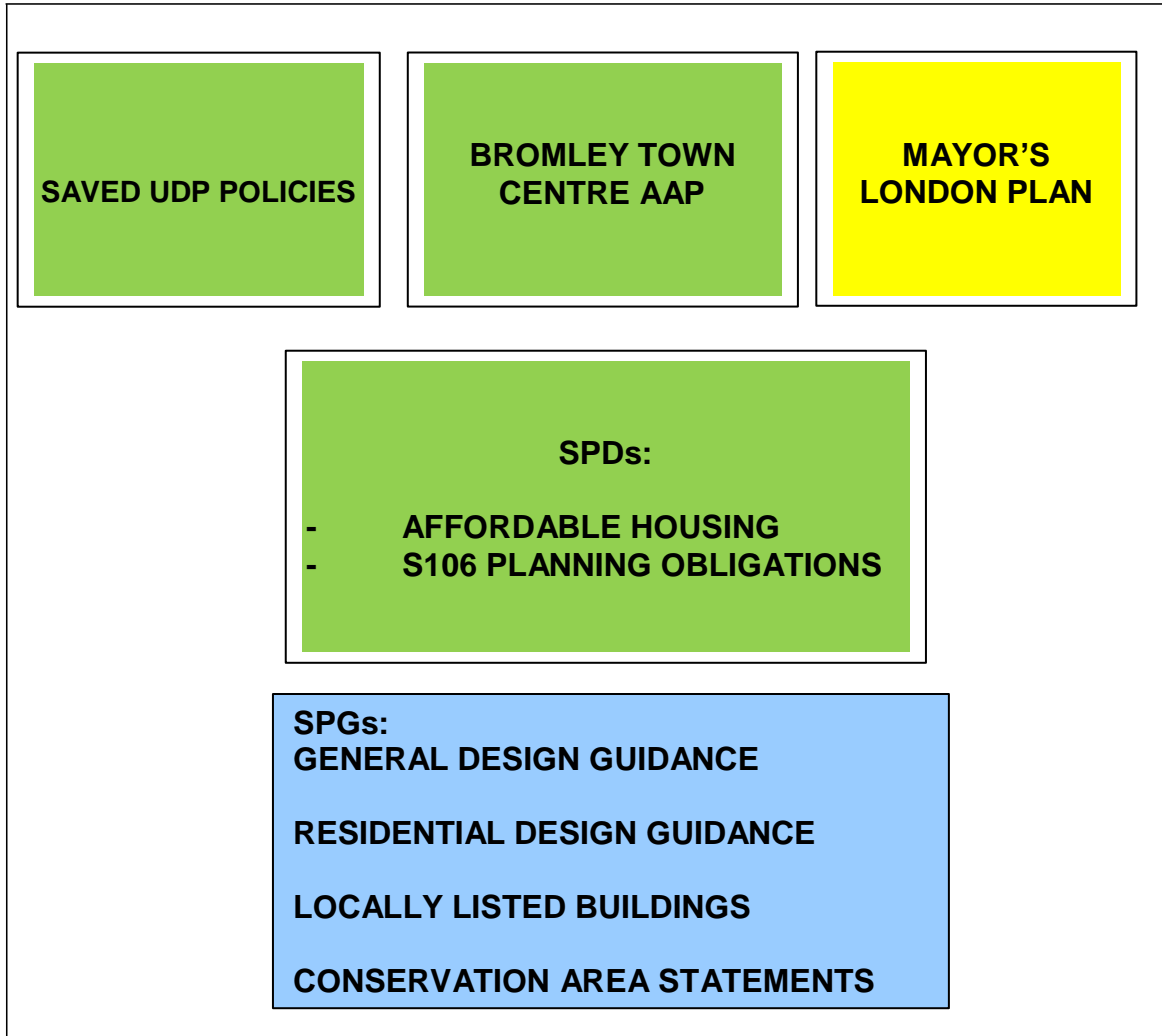 SAVED UDP POLICIES
BROMLEY TOWN
CENTRE AAP
MAYOR’S
LONDON PLAN
SPDs:
- AFFORDABLE HOUSING
- S106 PLANNING OBLIGATIONS
SPGs:
GENERAL DESIGN GUIDANCE
RESIDENTIAL DESIGN GUIDANCE
LOCALLY LISTED BUILDINGS
CONSERVATION AREA STATEMENTS